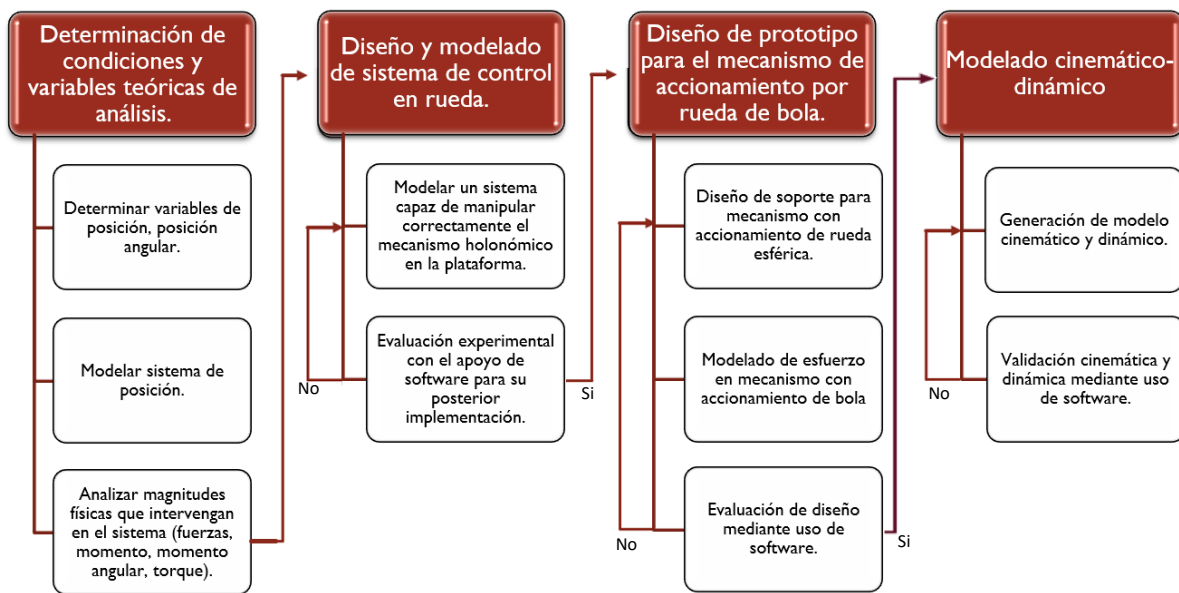 Determinación de
condiciones y
variables teóricas de
análisis.
Determinar variables de
posición, posición
angular.
Modelar sistema de
posición.
Analizar magnitudes
físicas que intervengan
en el sistema (fuerzas,
momento, momento
angular, torque).
Diseño y modelado
de sistema de control
en rueda.
Modelar un sistema
capaz de manipular
correctamente el
mecanismo holonómico
en la plataforma.
Evaluación experimental
con el apoyo de
software para su
posterior
implementación.
No
Si
Diseño de prototipo
para el mecanismo de
accionamiento por
rueda de bola.
Diseño de soporte para
mecanismo con
accionamiento de rueda
esférica.
Modelado de esfuerzo
en mecanismo con
accionamiento de bola
Evaluación de diseño
mediante uso de
software.
No
Si
Modelado cinemático-
dinámico
Generación de modelo
cinemático y dinámico.
Validación cinemática y
dinámica mediante uso
de software.
No